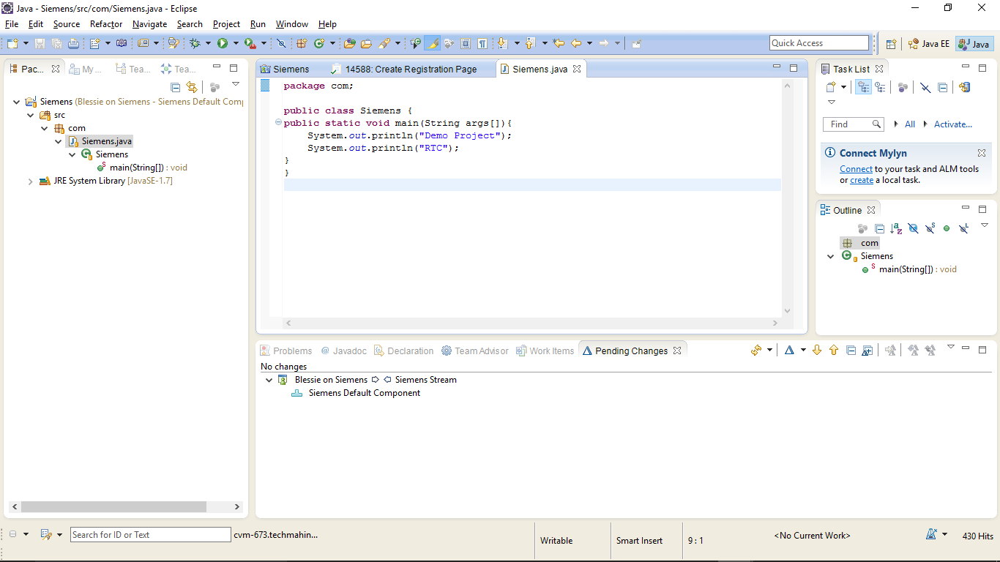 Java - Siemens/src/com/Siemens.java - Eclipse
File Edit Source Refactor Navigate Search Project Run Window Help
Quick Access
Java EE
Java
Pac...
My ...
Tea...
Tea...
Siemens (Blessie on Siemens - Siemens Default Comp
src
com
Siemens.java
Siemens
main(String[]) : void
JRE System Library [JavaSE-1.7]
Siemens
14588: Create Registration Page
Siemens.java
package com;
public class Siemens {
public static void main(String args[]){
System.out.println("Demo Project");
System.out.println("RTC");
}
}
Task List
Find
All
Activate...
Connect Mylyn
Connect to your task and ALM tools
or create a local task.
Outline
com
Siemens
main(String[]) : void
Problems
@ Javadoc
Declaration
Team Advisor
Work Items
Pending Changes
No changes
Blessie on Siemens
Siemens Stream
Siemens Default Component
Search for ID or Text
cvm-673.techmahin...
Writable
Smart Insert
9 : 1
<No Current Work>
430 Hits